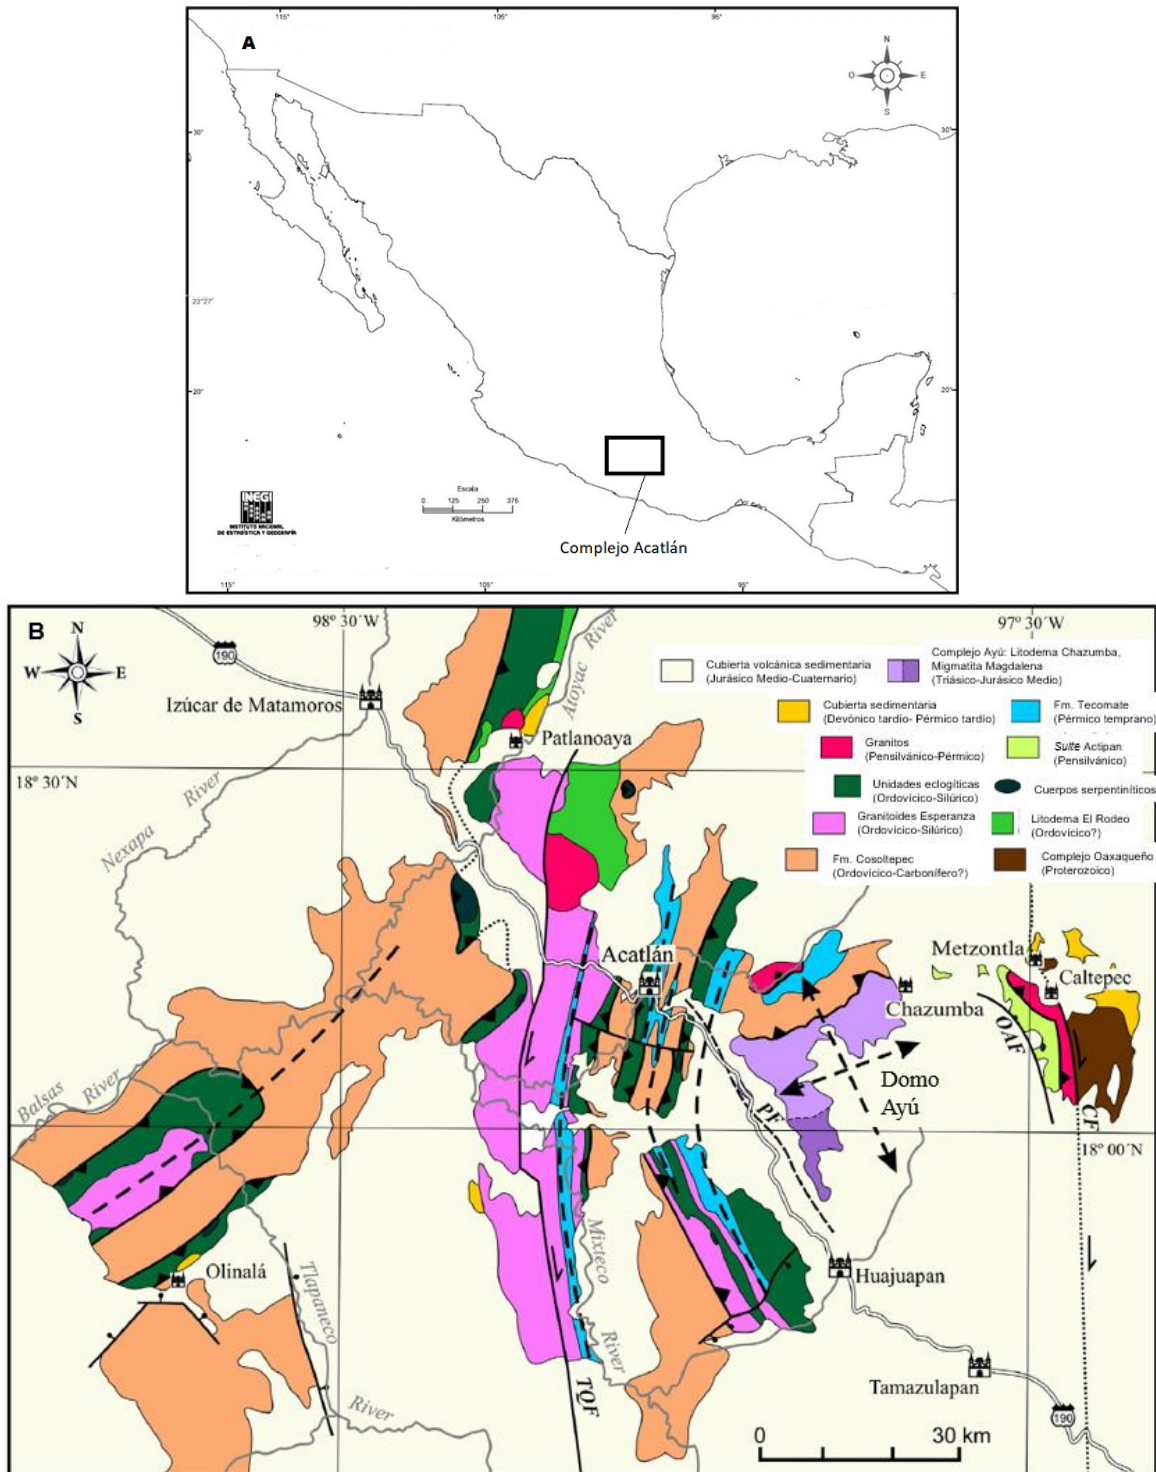 115°
105°
95°
A
N
O
E
S
30°
30°
23°27'
20°
20°
Escala
0 125 250 375
Kilómetros
INEGI
INSTITUTO NACIONAL
DE ESTADÍSTICA Y GEOGRAFÍA
Complejo Acatlán
115°
105°
95°
B
N
W
E
S
98° 30´W
97° 30´W
190
Izúcar de Matamoros
Atoyac River
Patlanoaya
18° 30´N
Nexapa River
Cubierta volcánica sedimentaria
(Jurásico Medio-Cuaternario)
Complejo Ayú: Litodema Chazumba,
Migmatita Magdalena
(Triásico-Jurásico Medio)
Cubierta sedimentaria
(Devónico tardío- Pérmico tardío)
Fm. Tecomate
(Pérmico temprano)
Granitos
(Pensilvánico-Pérmico)
Suite Actipan
(Pensilvánico)
Unidades eclogíticas
(Ordovícico-Silúrico)
Cuerpos serpentiníticos
Granitoides Esperanza
(Ordovícico-Silúrico)
Litodema El Rodeo
(Ordovícico?)
Fm. Cosoltepec
(Ordovícico-Carbonífero?)
Complejo Oaxaqueño
(Proterozoico)
Acatlán
Metzontla
Caltepec
Chazumba
OAF
Balsas River
Domo
Ayú
PF
CF
18° 00´N
Olinalá
Tlapaneco
River
Mixteco
River
Huajuapan
TQF
Tamazulapan
190
0 30 km